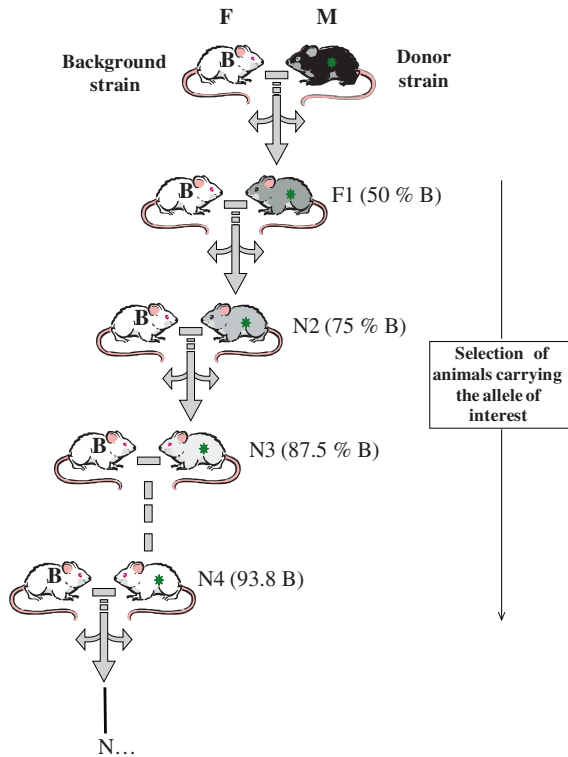 F M
Background
strain
B
Donor
strain
B
F1 (50 % B)
B
N2 (75 % B)
Selection of
animals carrying
the allele of
interest
B
N3 (87.5 % B)
B
N4 (93.8 B)
N…